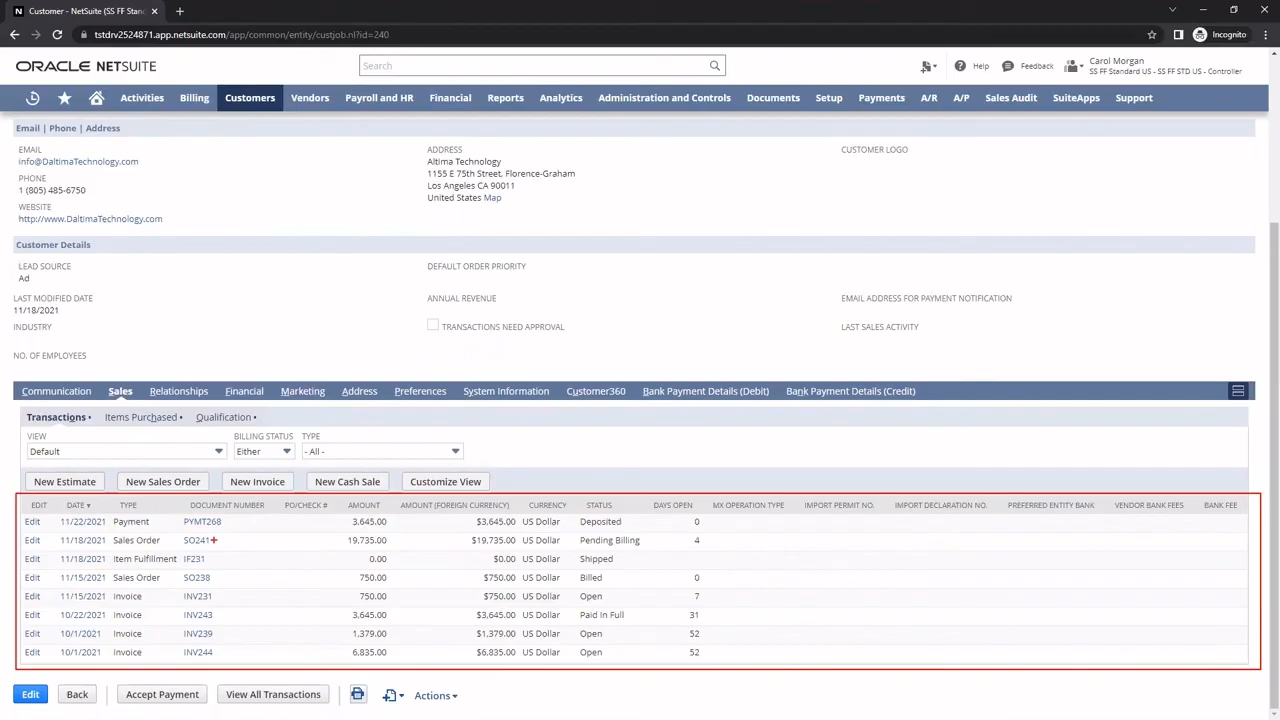 Customer - NetSuite (SS FF Stan
tstdrv2524871.app.netsuite.com/app/common/entity/custjob.nl?id=240
Incognito
ORACLE NETSUITE
Search
Help
Feedback
Carol Morgan
SS FF Standard US - SS FF STD US - Controller
Activities Billing Customers Vendors Payroll and HR Financial Reports Analytics Administration and Controls Documents Setup Payments A/R A/P Sales Audit SuiteApps Support
Email | Phone | Address
EMAIL
info@DaltimaTechnology.com
PHONE
1 (805) 485-6750
WEBSITE
http://www.DaltimaTechnology.com
ADDRESS
Altima Technology
1155 E 75th Street, Florence-Graham
Los Angeles CA 90011
United States Map
CUSTOMER LOGO
Customer Details
LEAD SOURCE
Ad
LAST MODIFIED DATE
11/18/2021
INDUSTRY
NO. OF EMPLOYEES
DEFAULT ORDER PRIORITY
ANNUAL REVENUE
TRANSACTIONS NEED APPROVAL
EMAIL ADDRESS FOR PAYMENT NOTIFICATION
LAST SALES ACTIVITY
Communication Sales Relationships Financial Marketing Address Preferences System Information Customer360 Bank Payment Details (Debit) Bank Payment Details (Credit)
Transactions • Items Purchased • Qualification •
VIEW BILLING STATUS TYPE
Default Either - All -
New Estimate New Sales Order New Invoice New Cash Sale Customize View
EDIT DATE ▾ TYPE DOCUMENT NUMBER PO/CHECK # AMOUNT AMOUNT (FOREIGN CURRENCY) CURRENCY STATUS DAYS OPEN MX OPERATION TYPE IMPORT PERMIT NO. IMPORT DECLARATION NO. PREFERRED ENTITY BANK VENDOR BANK FEES BANK FEE
Edit 11/22/2021 Payment PYMT268 3,645.00 $3,645.00 US Dollar Deposited 0
Edit 11/18/2021 Sales Order SO241+ 19,735.00 $19,735.00 US Dollar Pending Billing 4
Edit 11/18/2021 Item Fulfillment IF231 0.00 $0.00 US Dollar Shipped
Edit 11/15/2021 Sales Order SO238 750.00 $750.00 US Dollar Billed 0
Edit 11/15/2021 Invoice INV231 750.00 $750.00 US Dollar Open 7
Edit 10/22/2021 Invoice INV243 3,645.00 $3,645.00 US Dollar Paid In Full 31
Edit 10/1/2021 Invoice INV239 1,379.00 $1,379.00 US Dollar Open 52
Edit 10/1/2021 Invoice INV244 6,835.00 $6,835.00 US Dollar Open 52
Edit Back Accept Payment View All Transactions Actions